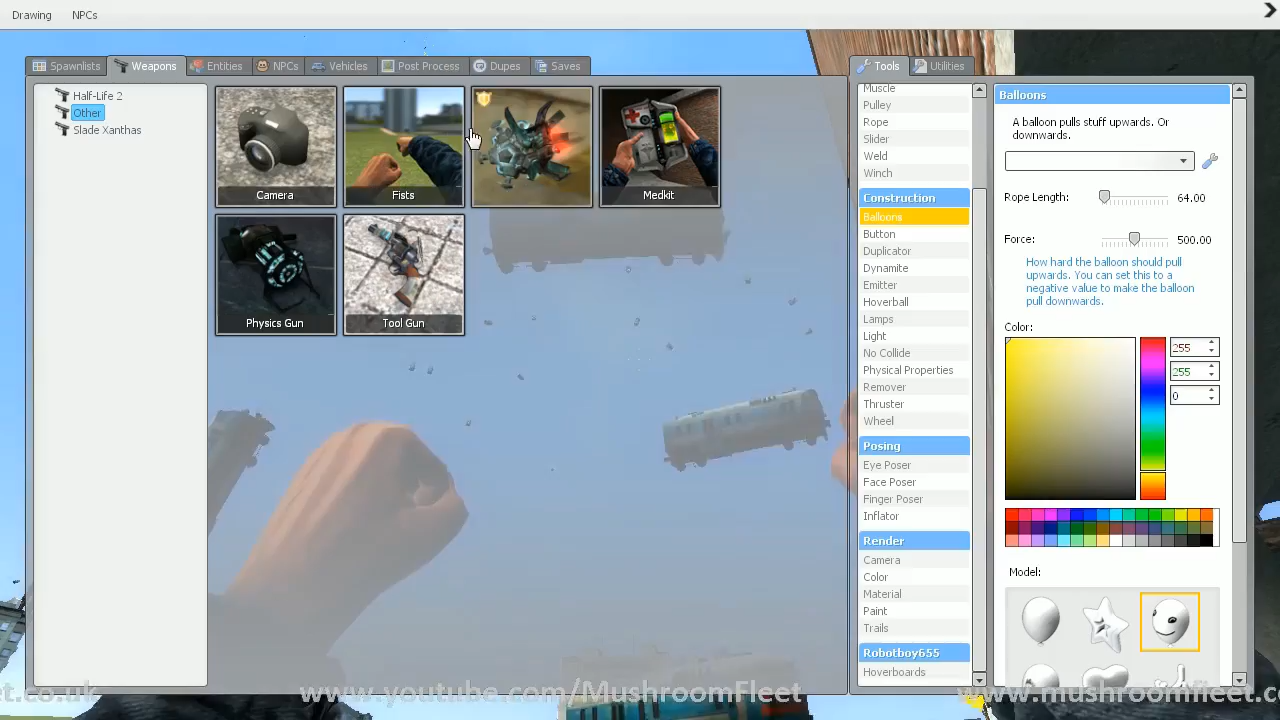 Drawing NPCs
Spawnlists Weapons Entities NPCs Vehicles Post Process Dupes Saves
Tools Utilities
Half-Life 2
Other
Slade Xanthas
Camera
Fists
Medkit
Physics Gun
Tool Gun
Muscle
Pulley
Rope
Slider
Weld
Winch
Construction
Balloons
Button
Duplicator
Dynamite
Emitter
Hoverball
Lamps
Light
No Collide
Physical Properties
Remover
Thruster
Wheel
Posing
Eye Poser
Face Poser
Finger Poser
Inflator
Render
Camera
Color
Material
Paint
Trails
Robotboy655
Hoverboards
Balloons
A balloon pulls stuff upwards. Or
downwards.
Rope Length: 64.00
Force: 500.00
How hard the balloon should pull
upwards. You can set this to a
negative value to make the balloon
pull downwards.
Color:
255
255
0
Model:
eet.co.uk www.youtube.com/MushroomFleet www.mushroomfleet.c